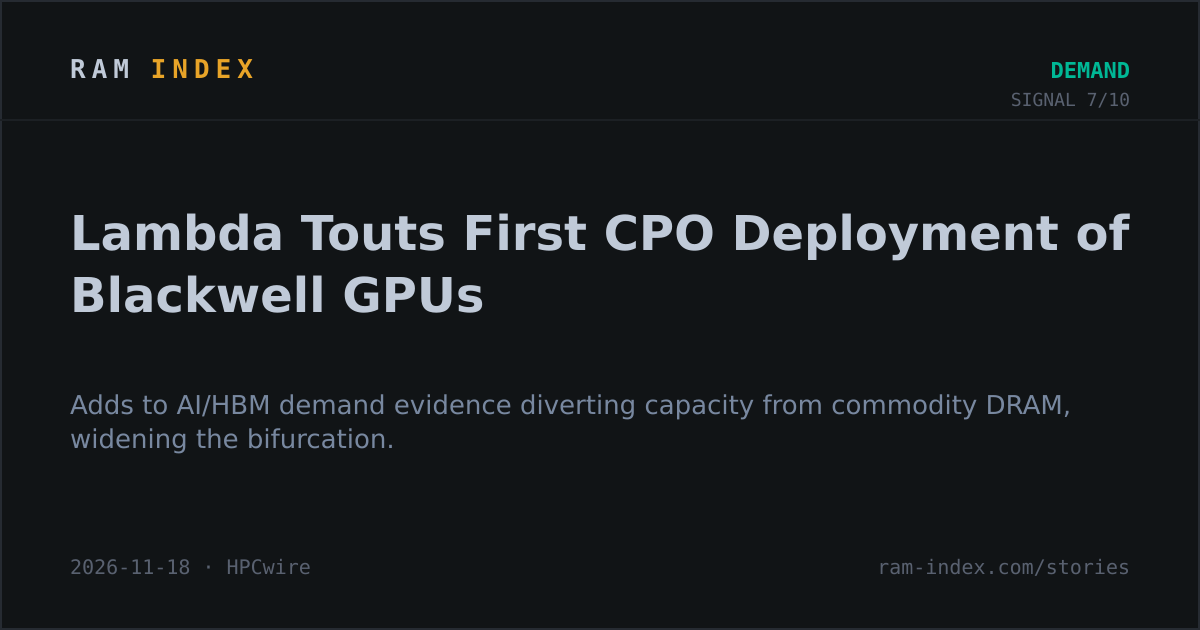 RAM INDEX
DEMAND
SIGNAL 7/10
Lambda Touts First CPO Deployment of
Blackwell GPUs
Adds to AI/HBM demand evidence diverting capacity from commodity DRAM,
widening the bifurcation.
2026-11-18 · HPCwire
ram-index.com/stories